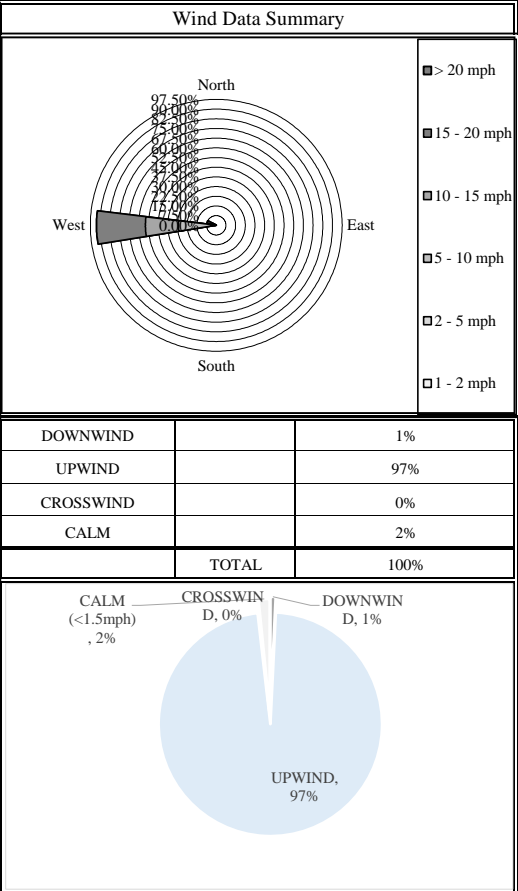 Wind Data Summary
North
97.50%
90.00%
82.50%
75.00%
67.50%
60.00%
52.50%
45.00%
37.50%
30.00%
22.50%
15.00%
7.50%
0.00%
West
East
South
> 20 mph
15 - 20 mph
10 - 15 mph
5 - 10 mph
2 - 5 mph
1 - 2 mph
DOWNWIND 1%
UPWIND 97%
CROSSWIND 0%
CALM 2%
TOTAL 100%
CALM
(<1.5mph)
, 2%
CROSSWIN
D, 0%
DOWNWIN
D, 1%
UPWIND,
97%